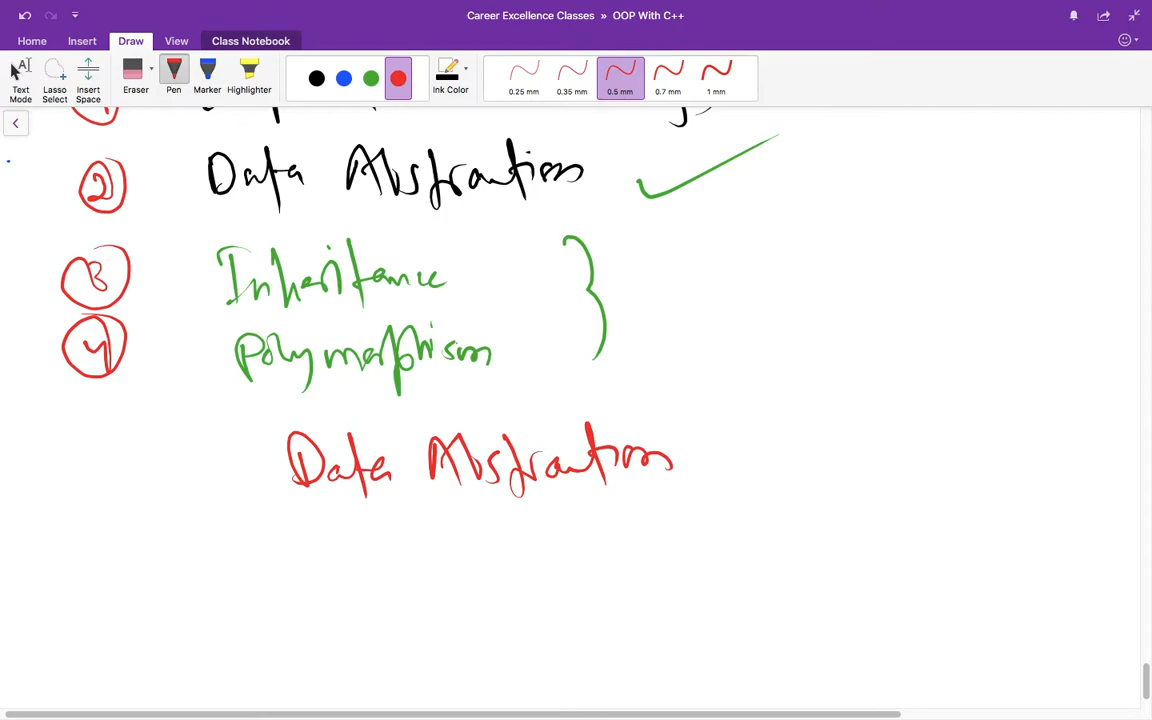 Career Excellence Classes » OOP With C++
Home Insert Draw View Class Notebook
Text Mode Lasso Select Insert Space Eraser Pen Marker Highlighter Ink Color 0.25 mm 0.35 mm 0.5 mm 0.7 mm 1 mm
2 Data Abstraction
3 Inheritance
4 Polymorphism
Data Abstraction